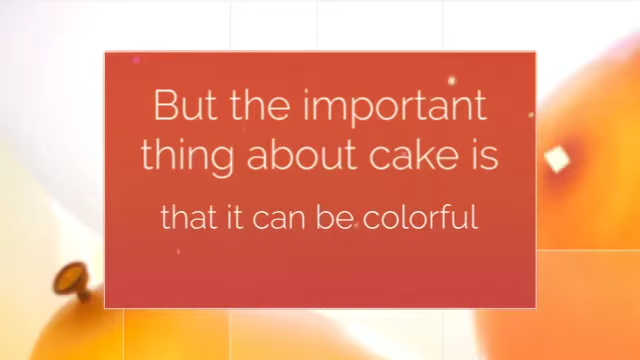 But the important
thing about cake is
that it can be colorful